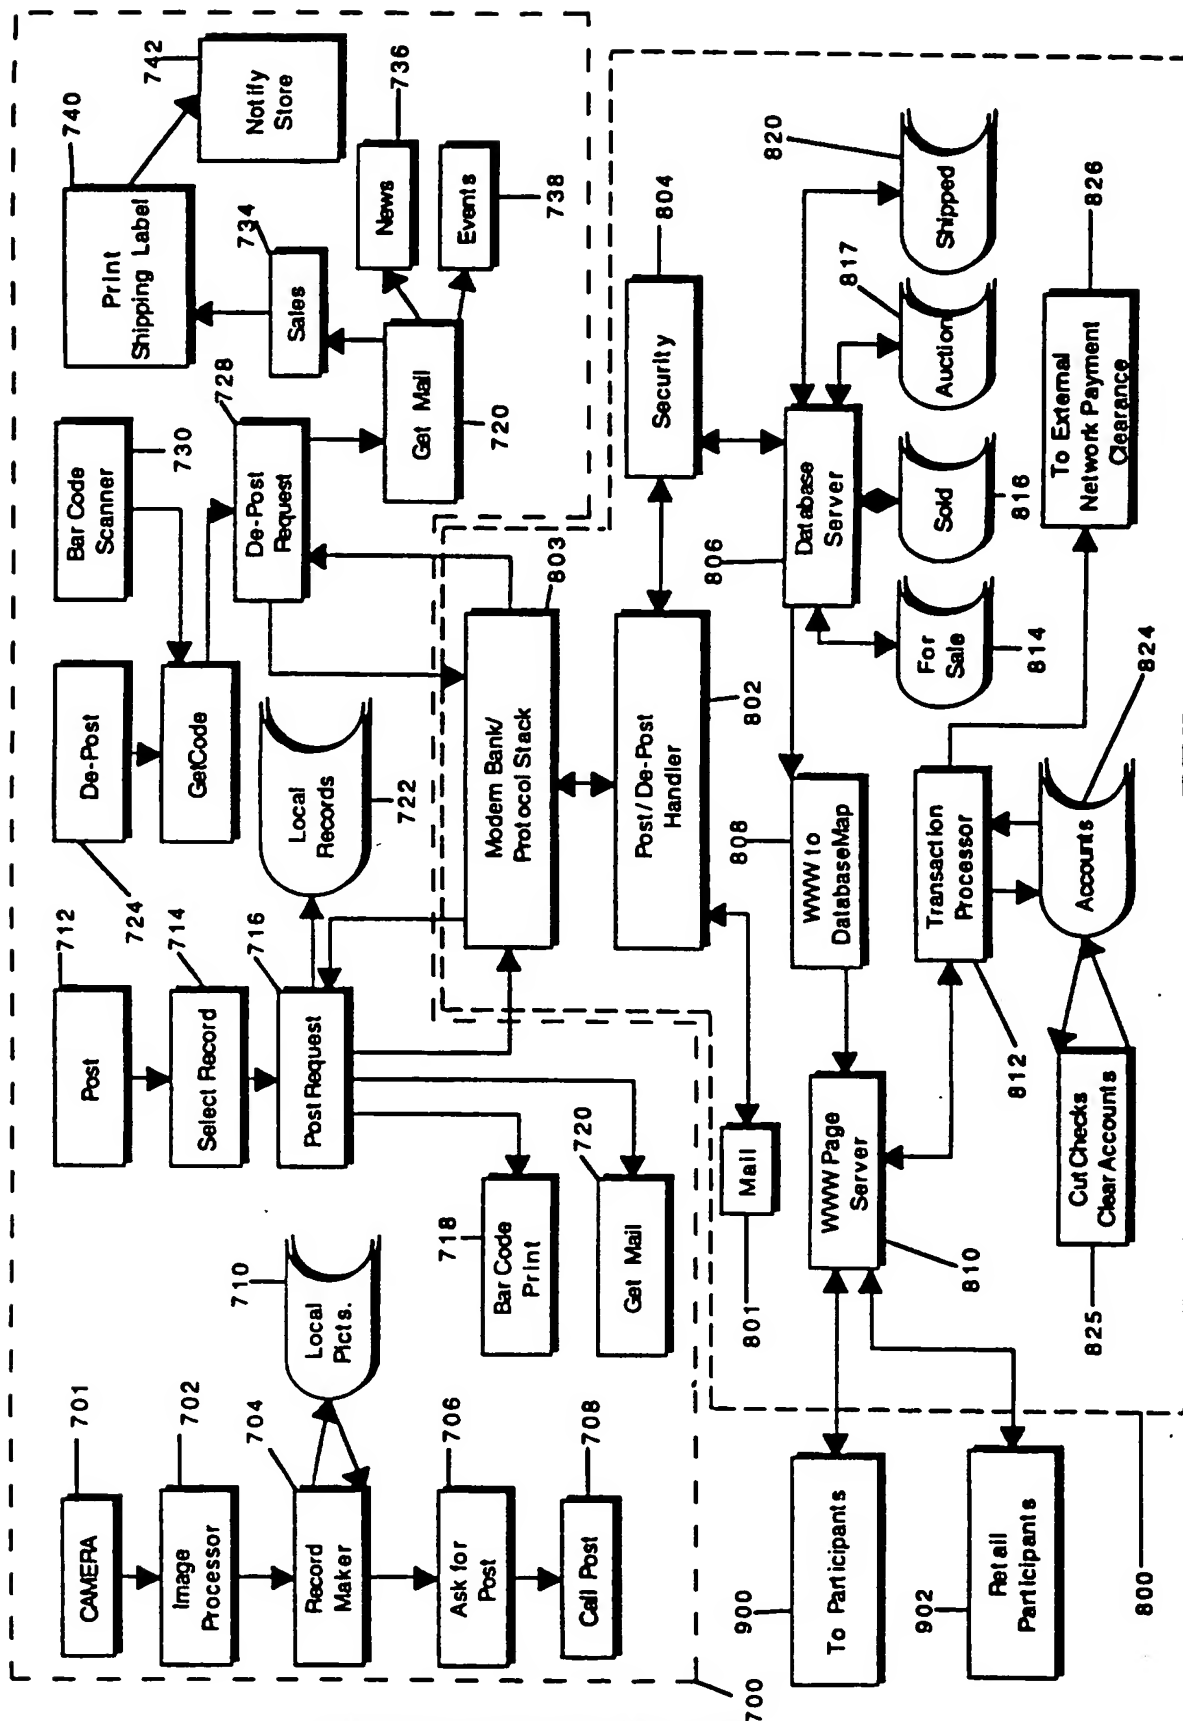 CAMERA
701
Image
Processor
702
Record
Maker
704
Ask for
Post
706
Call Post
708
Local
Picts.
710
Post
712
Select Record
714
Post Request
716
Bar Code
Print
718
Get Mail
720
Local
Records
722
De-Post
724
GetCode
Bar Code
Scanner
730
De-Post
Request
728
Get Mail
720
Sales
734
News
736
Events
738
Print
Shipping Label
740
Notify
Store
742
700
Modem Bank/
Protocol Stack
803
Post/De-Post
Handler
802
Security
804
Mail
801
Database
Server
806
WWW to
DatabaseMap
808
WWW Page
Server
810
Transaction
Processor
812
For
Sale
814
Sold
816
Auction
817
Shipped
820
Accounts
824
Cut Checks
Clear Accounts
825
To External
Network Payment
Clearance
826
To Participants
900
Retail
Participants
902
800